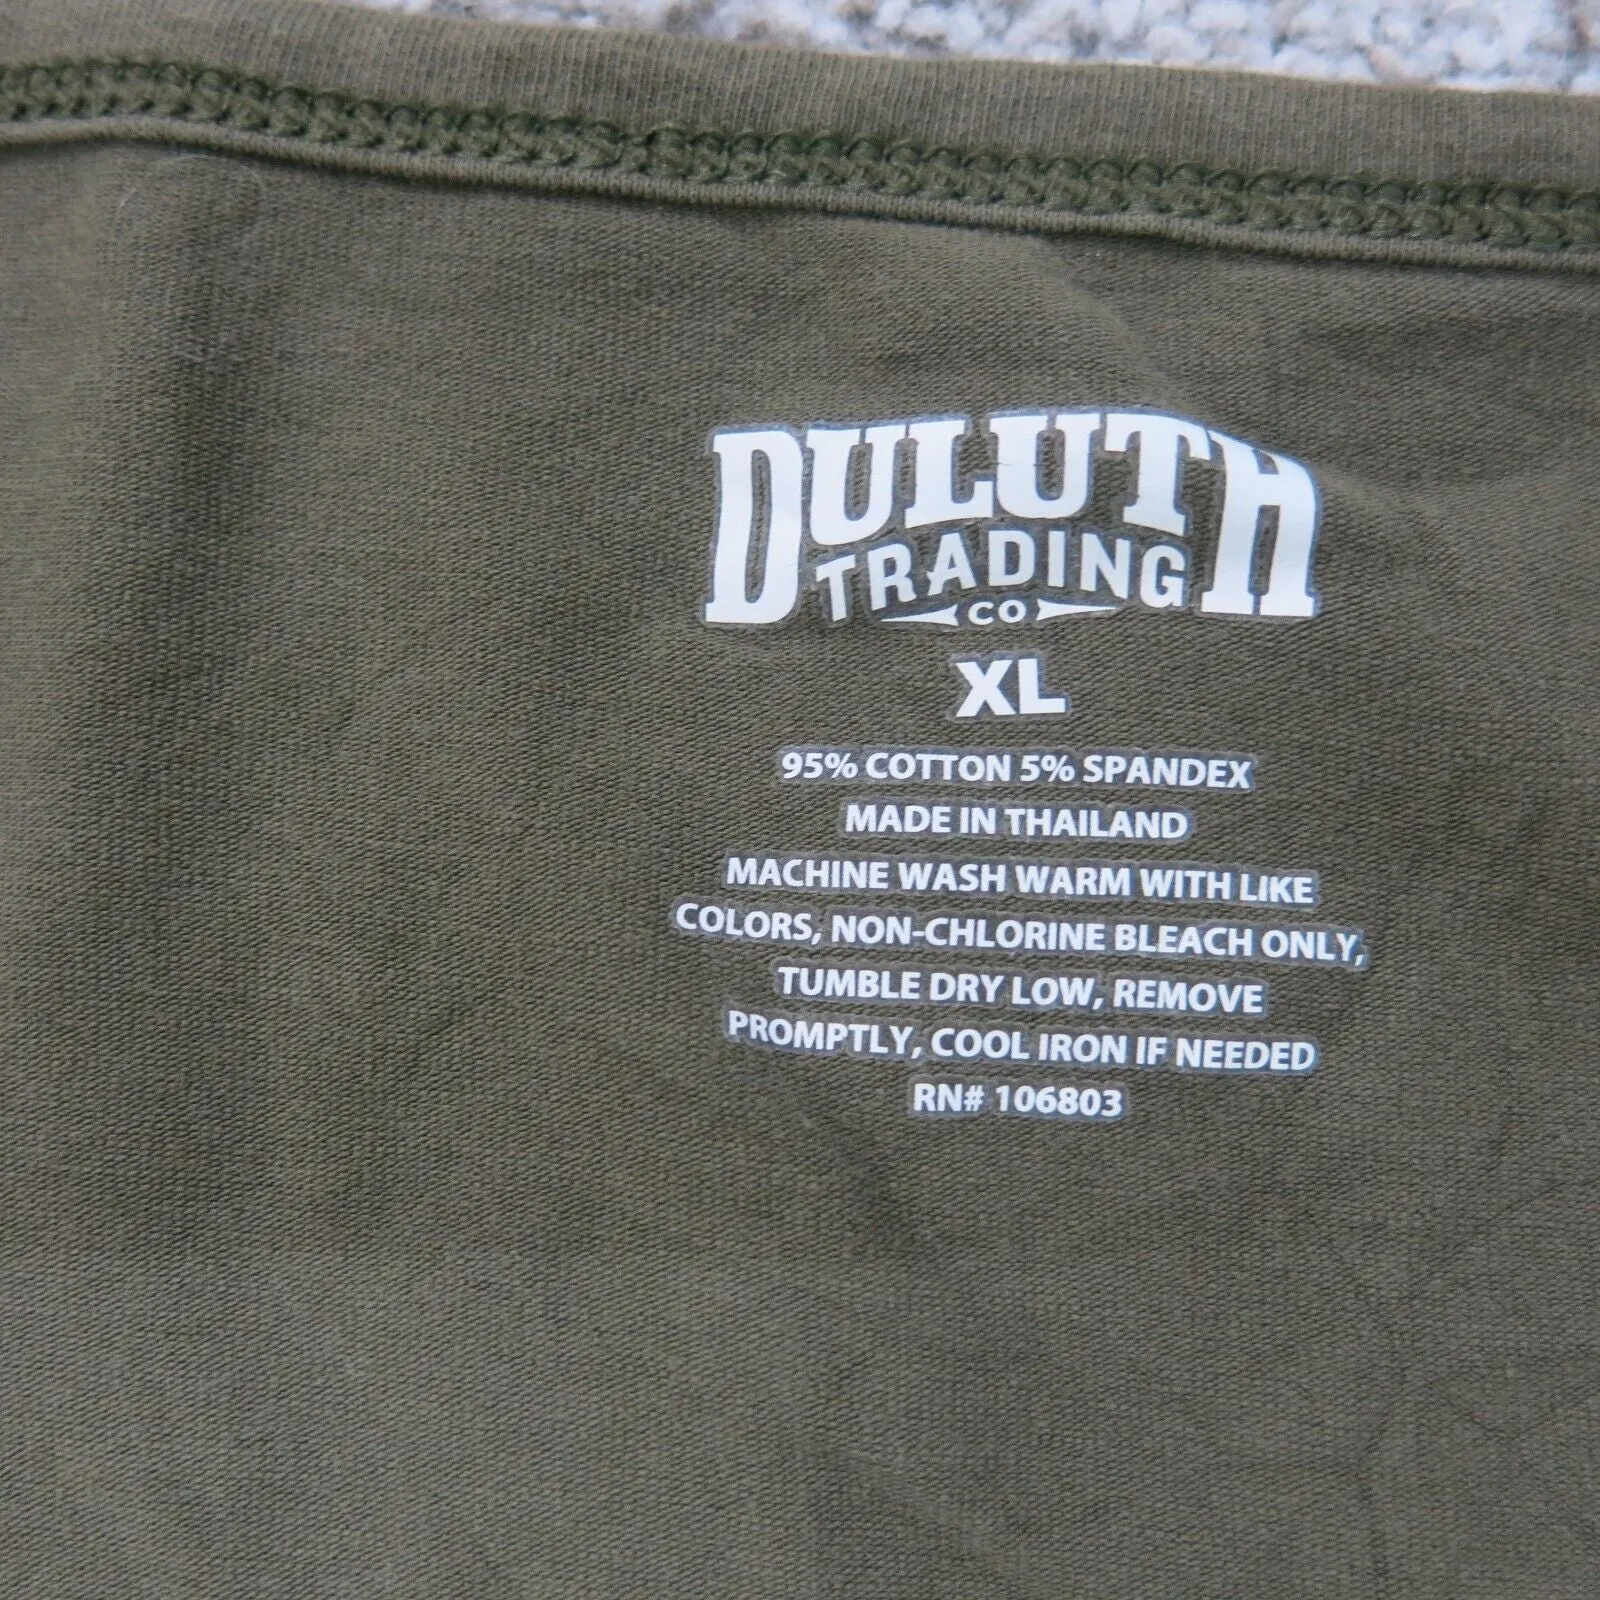 DULUTH
TRADING
CO
XL
95% COTTON 5% SPANDEX
MADE IN THAILAND
MACHINE WASH WARM WITH LIKE
COLORS, NON-CHLORINE BLEACH ONLY,
TUMBLE DRY LOW, REMOVE
PROMPTLY, COOL IRON IF NEEDED
RN# 106803